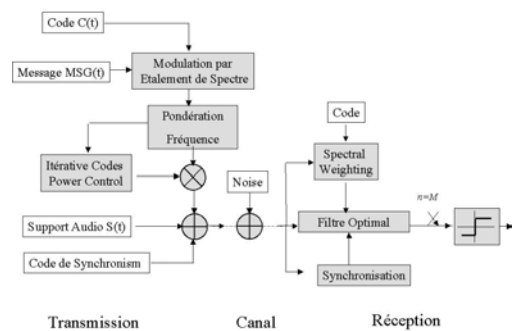 Code C(t)
Message MSG(t)
Modulation par
Etalement de Spectre
Pondération
Fréquence
Itérative Codes
Power Control
Support Audio S(t)
Code de Synchronism
Noise
Code
Spectral
Weighting
Filtre Optimal
n=M
Synchronisation
Transmission
Canal
Réception